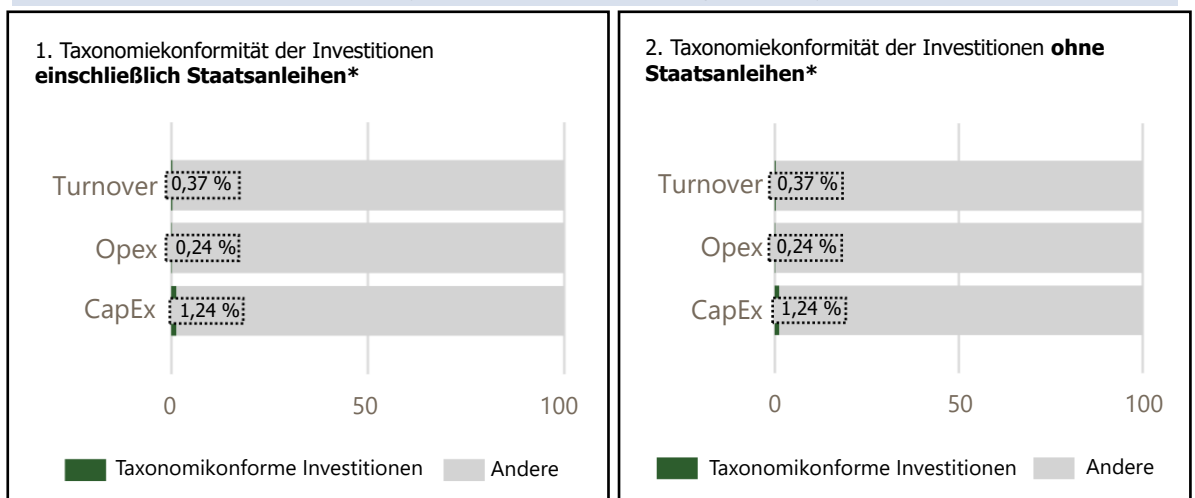 1. Taxonomiekonformität der Investitionen
einschließlich Staatsanleihen*
Turnover 0,37 %
Opex 0,24 %
CapEx 1,24 %
0 50 100
Taxonomikonforme Investitionen Andere
2. Taxonomiekonformität der Investitionen ohne
Staatsanleihen*
Turnover 0,37 %
Opex 0,24 %
CapEx 1,24 %
0 50 100
Taxonomikonforme Investitionen Andere